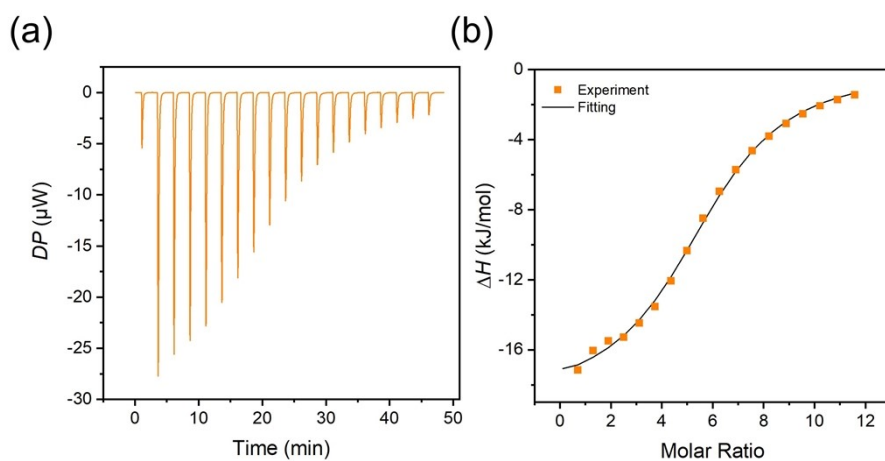 (a)
0
-5
-10
-15
-20
-25
-30
DP (µW)
0 10 20 30 40 50
Time (min)
(b)
0
-4
-8
-12
-16
ΔH (kJ/mol)
Experiment
Fitting
0 2 4 6 8 10 12
Molar Ratio